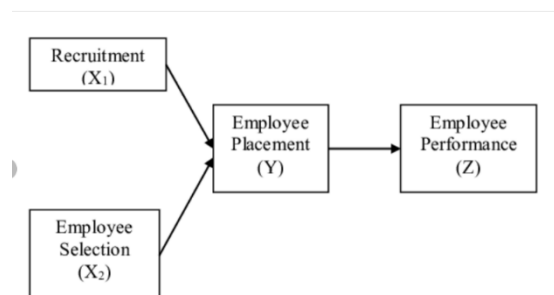 Recruitment
(X₁)
Employee
Placement
(Y)
Employee
Performance
(Z)
Employee
Selection
(X₂)